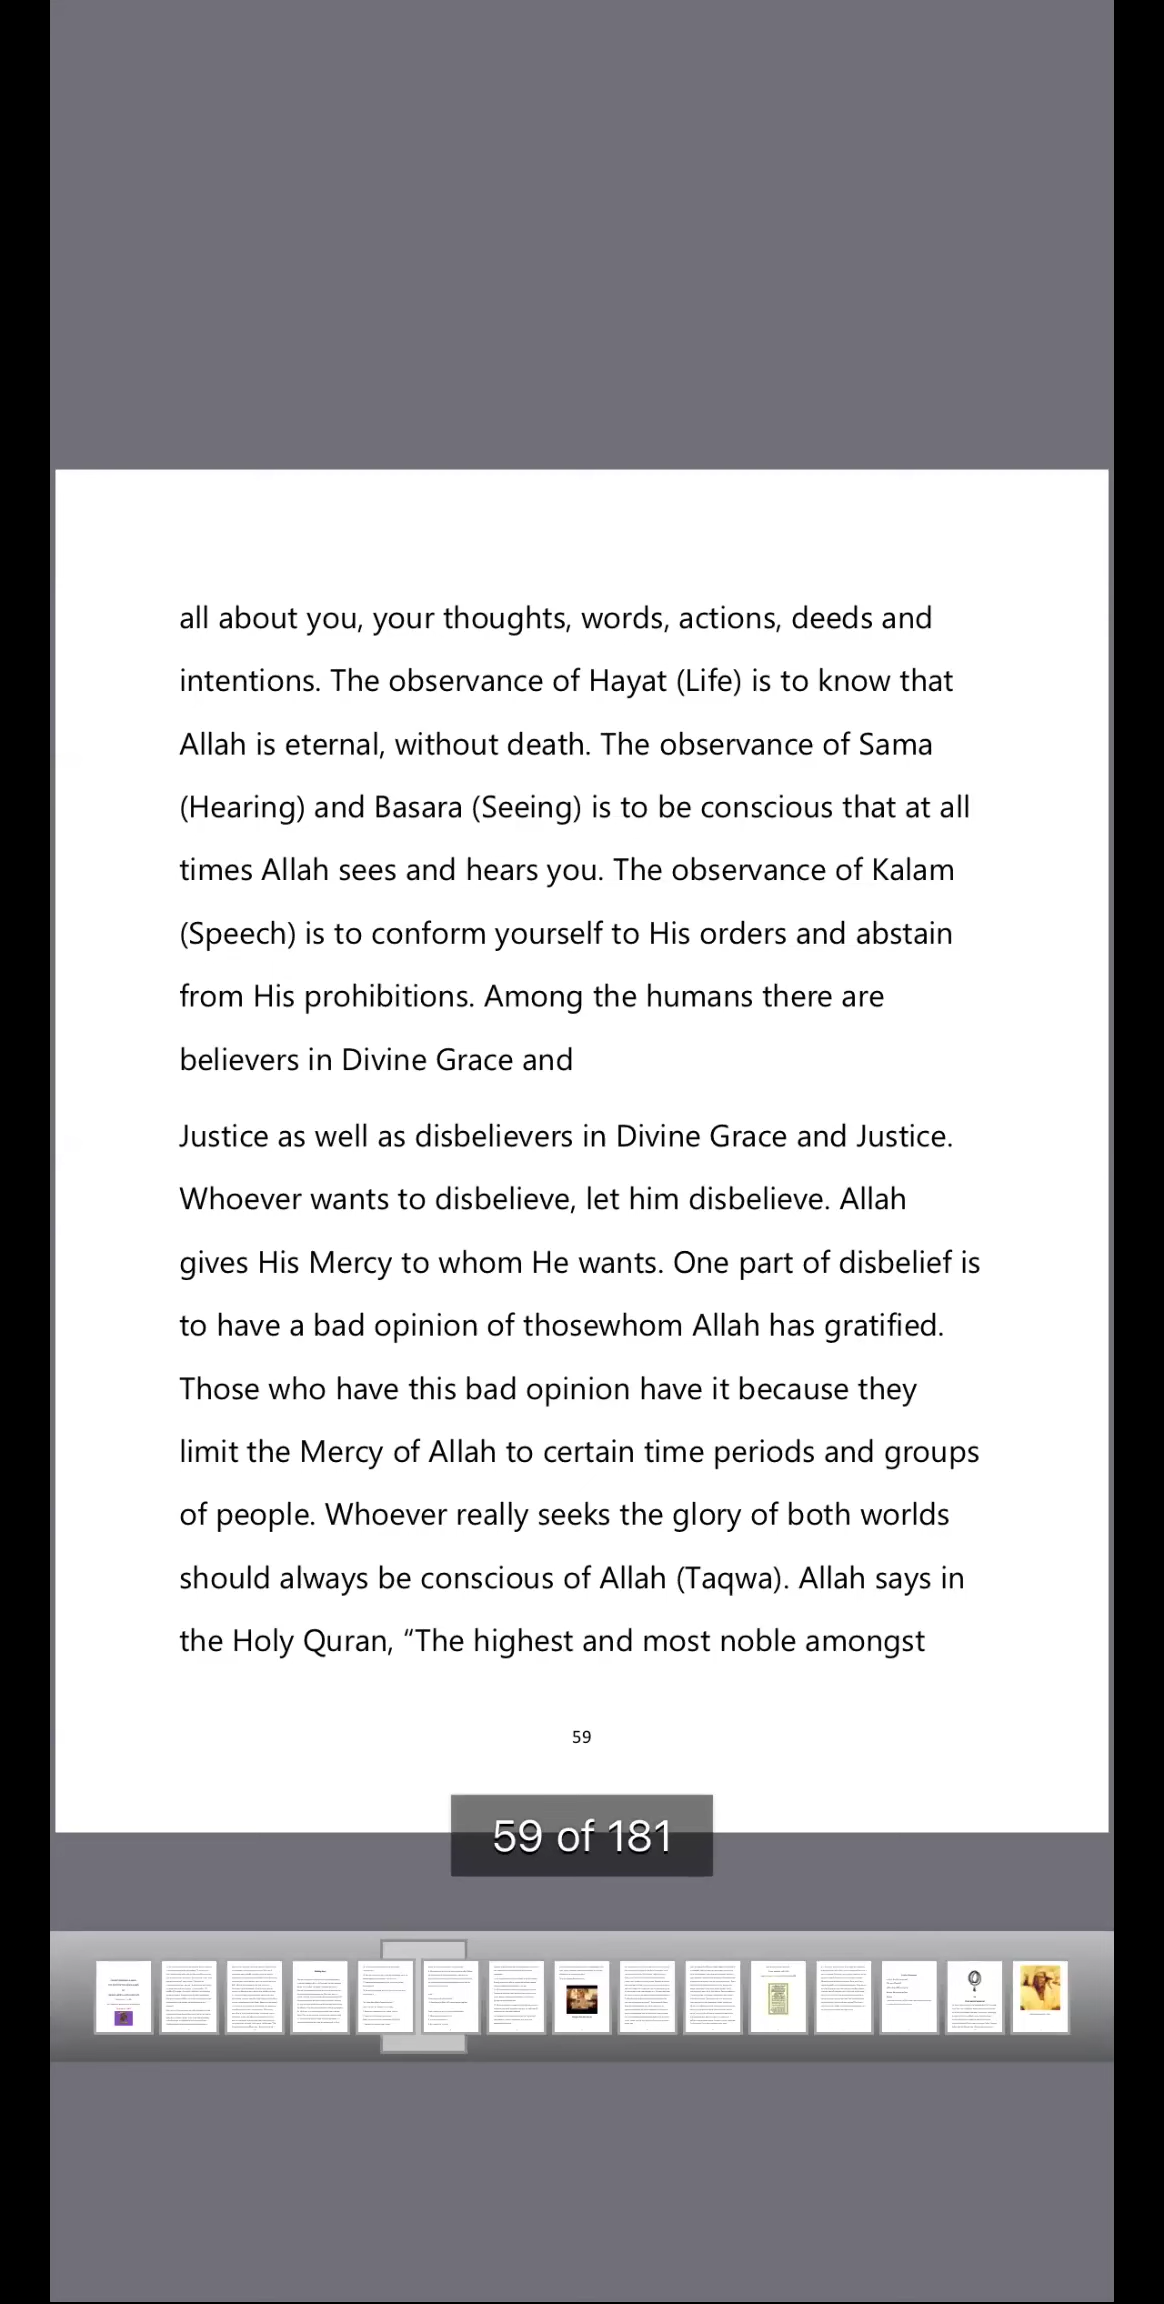 all about you, your thoughts, words, actions, deeds and
intentions. The observance of Hayat (Life) is to know that
Allah is eternal, without death. The observance of Sama
(Hearing) and Basara (Seeing) is to be conscious that at all
times Allah sees and hears you. The observance of Kalam
(Speech) is to conform yourself to His orders and abstain
from His prohibitions. Among the humans there are
believers in Divine Grace and
Justice as well as disbelievers in Divine Grace and Justice.
Whoever wants to disbelieve, let him disbelieve. Allah
gives His Mercy to whom He wants. One part of disbelief is
to have a bad opinion of thosewhom Allah has gratified.
Those who have this bad opinion have it because they
limit the Mercy of Allah to certain time periods and groups
of people. Whoever really seeks the glory of both worlds
should always be conscious of Allah (Taqwa). Allah says in
the Holy Quran, “The highest and most noble amongst
59
59 of 181